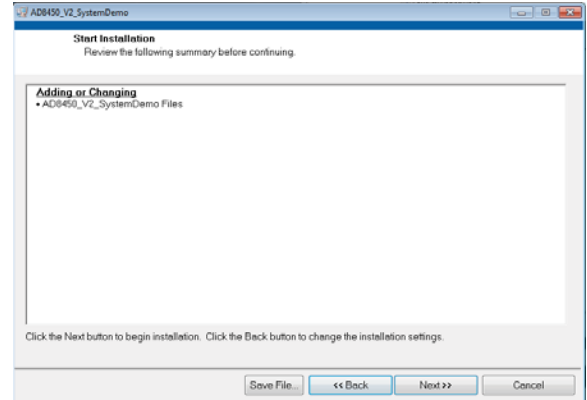 AD8450_V2_SystemDemo
Start Installation
Review the following summary before continuing.
Adding or Changing
• AD8450_V2_SystemDemo Files
Click the Next button to begin installation. Click the Back button to change the installation settings.
Save File... << Back Next >> Cancel